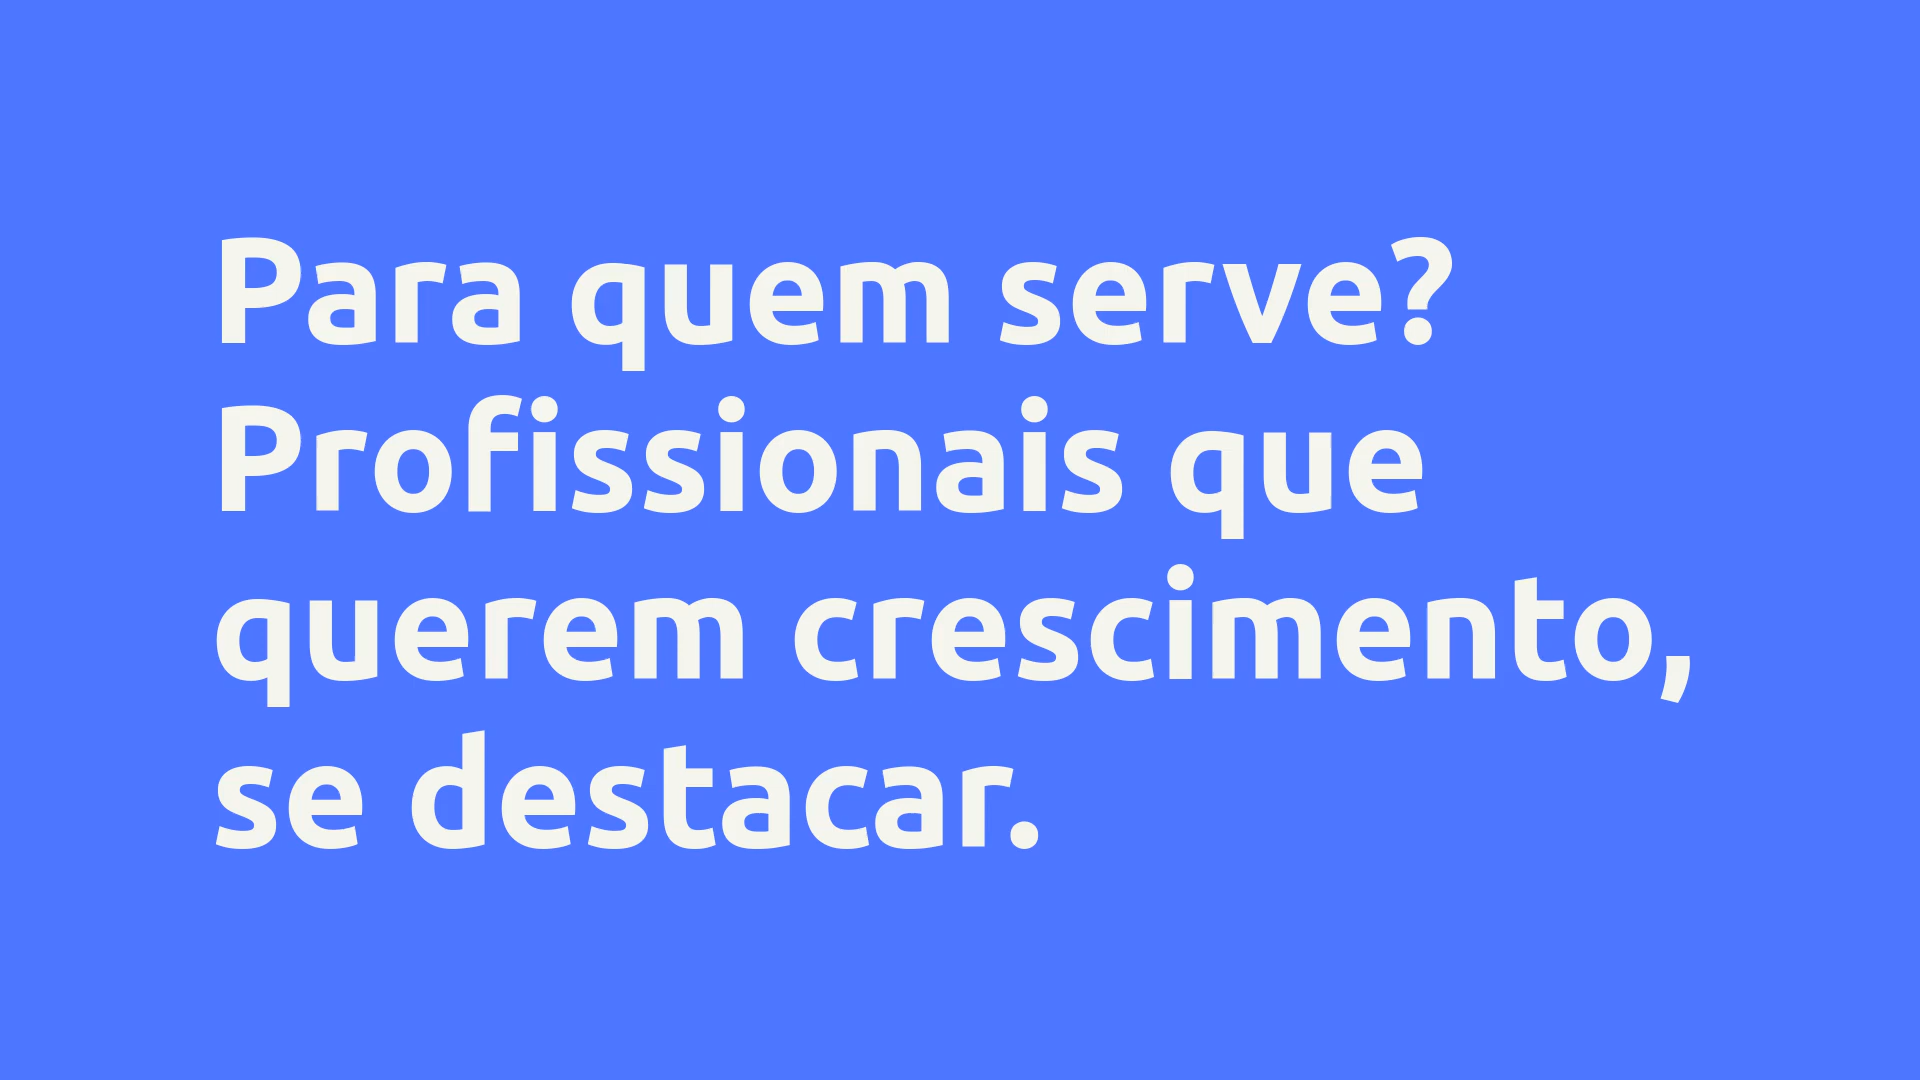 Para quem serve?
Profissionais que
querem crescimento,
se destacar.